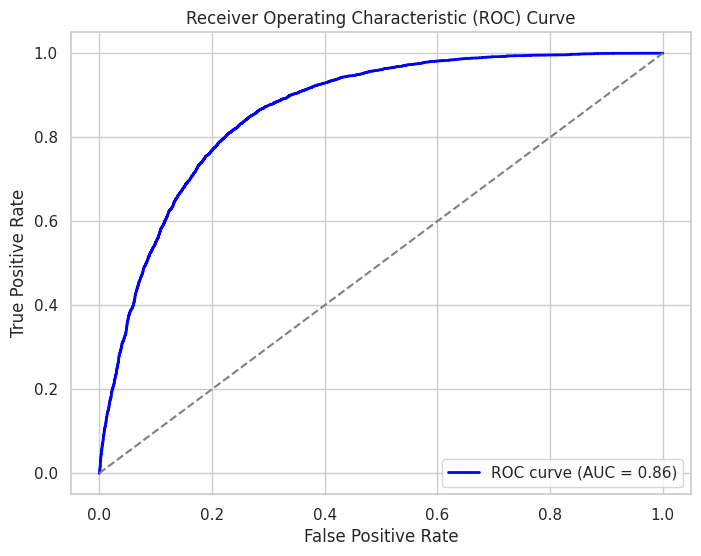 Receiver Operating Characteristic (ROC) Curve
True Positive Rate
1.0
0.8
0.6
0.4
0.2
0.0
ROC curve (AUC = 0.86)
0.0 0.2 0.4 0.6 0.8 1.0
False Positive Rate